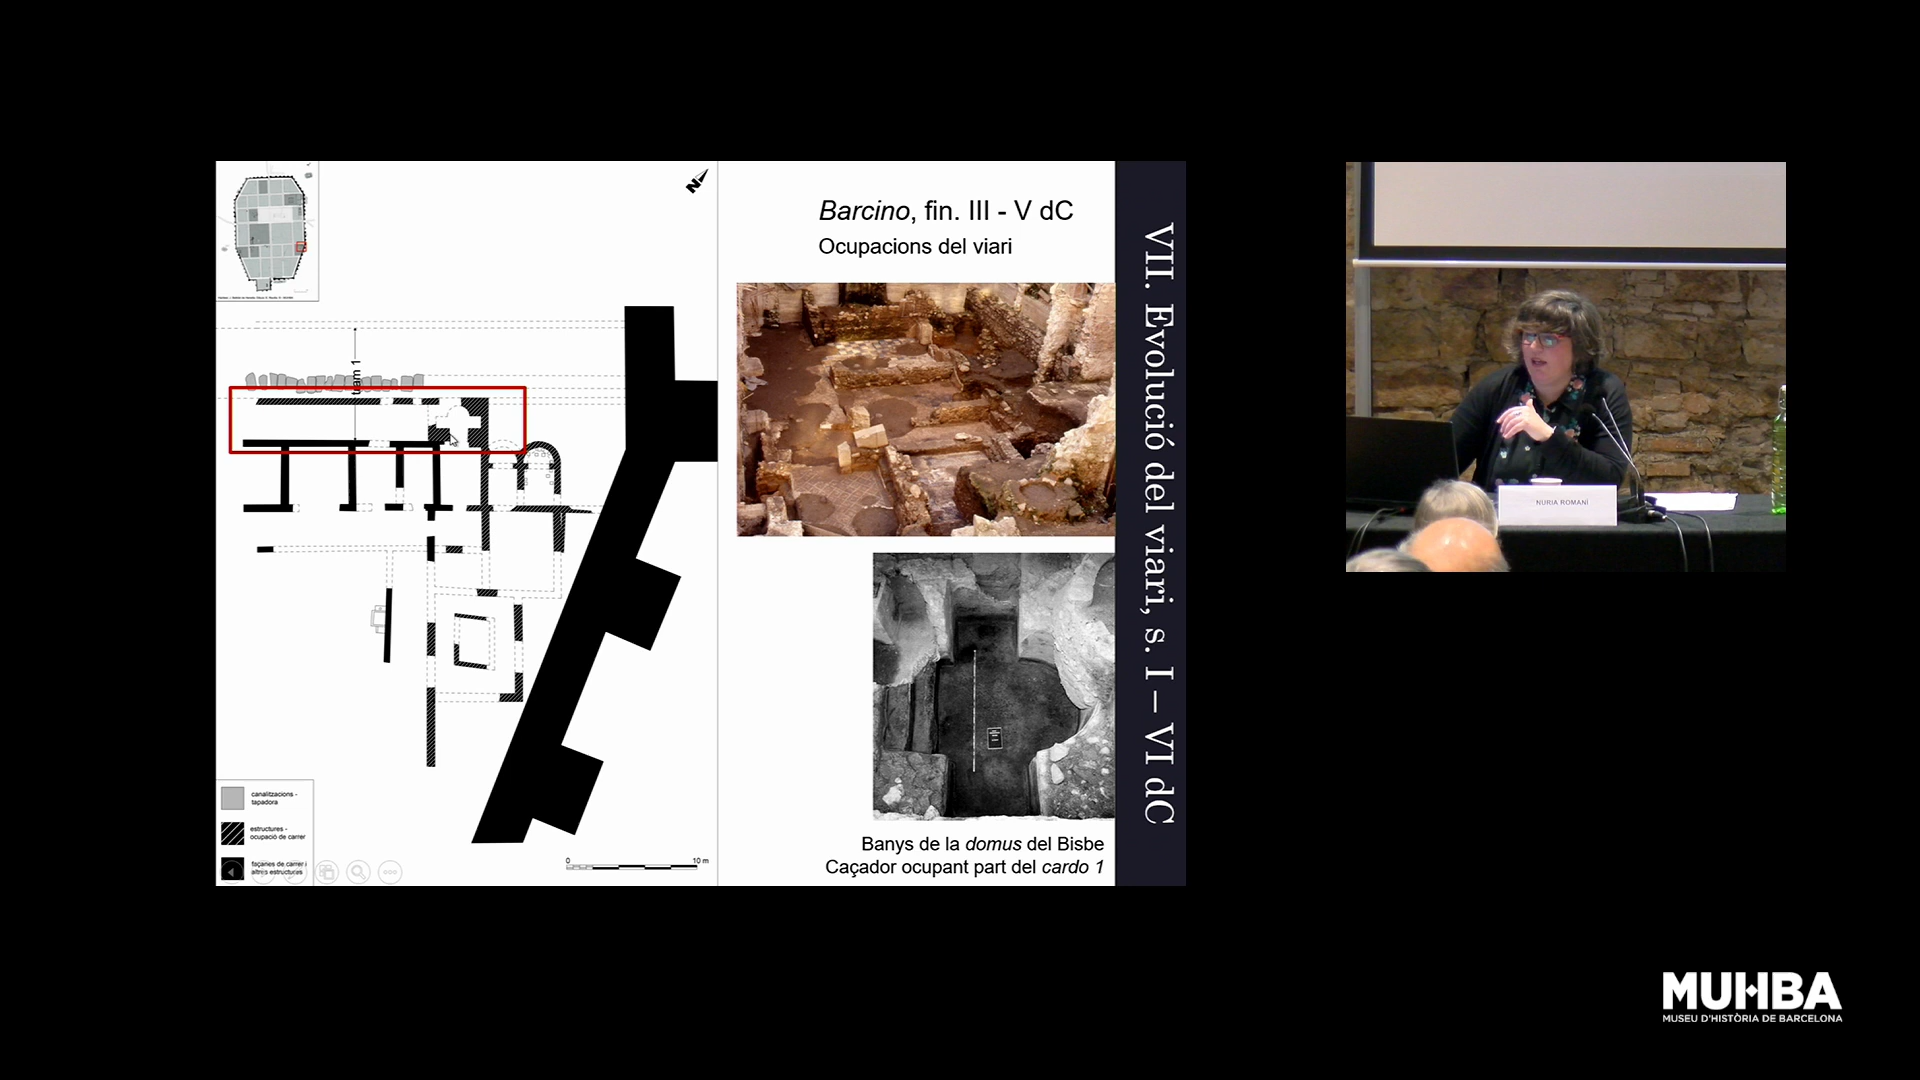 N
Barcino, fin. III - V dC
Ocupacions del viari
tram 1
canalitzacions -
tapadora
estructures -
ocupació de carrer
façanes de carrer i
altres estructures
0 10 m
Banys de la domus del Bisbe
Caçador ocupant part del cardo 1
VII. Evolució del viari, s. I – VI dC
NURIA ROMANÍ
MUHBA
MUSEU D'HISTÒRIA DE BARCELONA